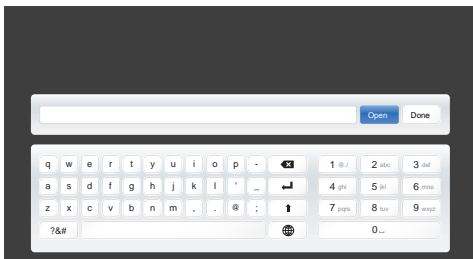 Open Done
q w e r t y u i o p - 1 @./ 2 abc 3 def
a s d f g h j k l ' _ 4 ghi 5 jkl 6 mno
z x c v b n m , . @ ; 7 pqrs 8 tuv 9 wxyz
?&# 0